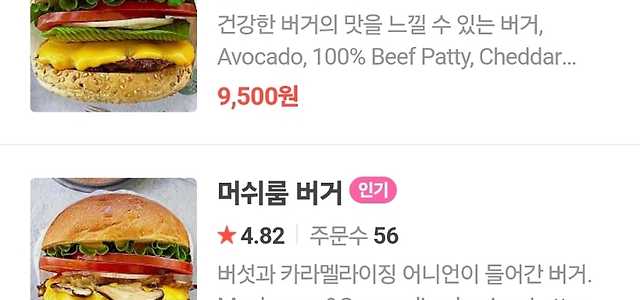 건강한 버거의 맛을 느낄 수 있는 버거,
Avocado, 100% Beef Patty, Cheddar...
9,500원
머쉬룸 버거 인기
4.82 주문수 56
버섯과 카라멜라이징 어니언이 들어간 버거.